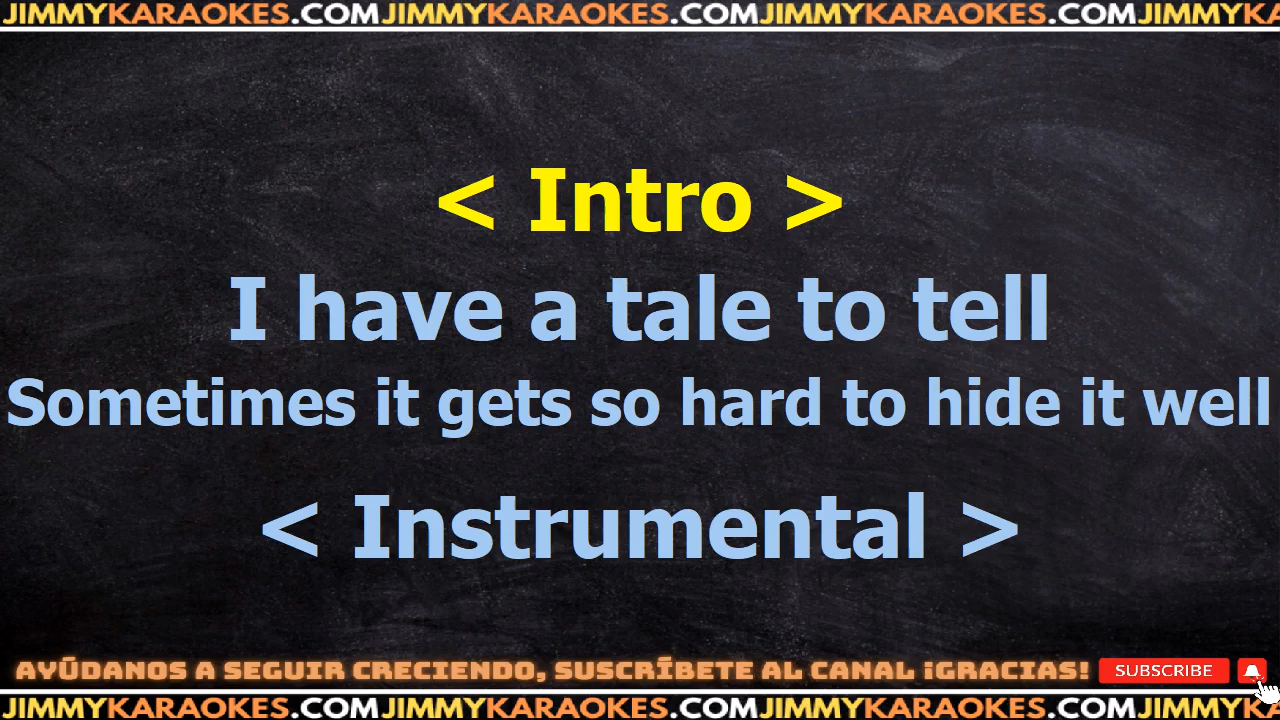 JIMMYKARAOKES.COMJIMMYKARAOKES.COMJIMMYKARAOKES.COMJIMMYKA
< Intro >
I have a tale to tell
Sometimes it gets so hard to hide it well
< Instrumental >
AYÚDANOS A SEGUIR CRECIENDO, SUSCRÍBETE AL CANAL ¡GRACIAS! SUBSCRIBE
JIMMYKARAOKES.COMJIMMYKARAOKES.COMJIMMYKARAOKES.COMJIMMYKA